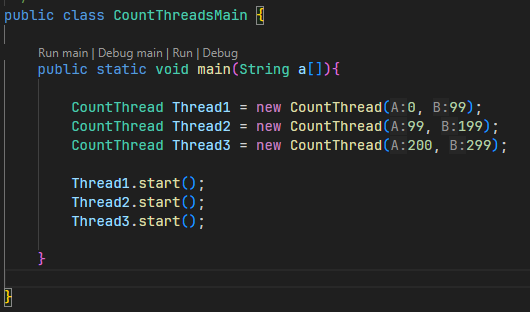 public class CountThreadsMain {
Run main | Debug main | Run | Debug
public static void main(String a[]){
CountThread Thread1 = new CountThread(A:0, B:99);
CountThread Thread2 = new CountThread(A:99, B:199);
CountThread Thread3 = new CountThread(A:200, B:299);
Thread1.start();
Thread2.start();
Thread3.start();
}
}